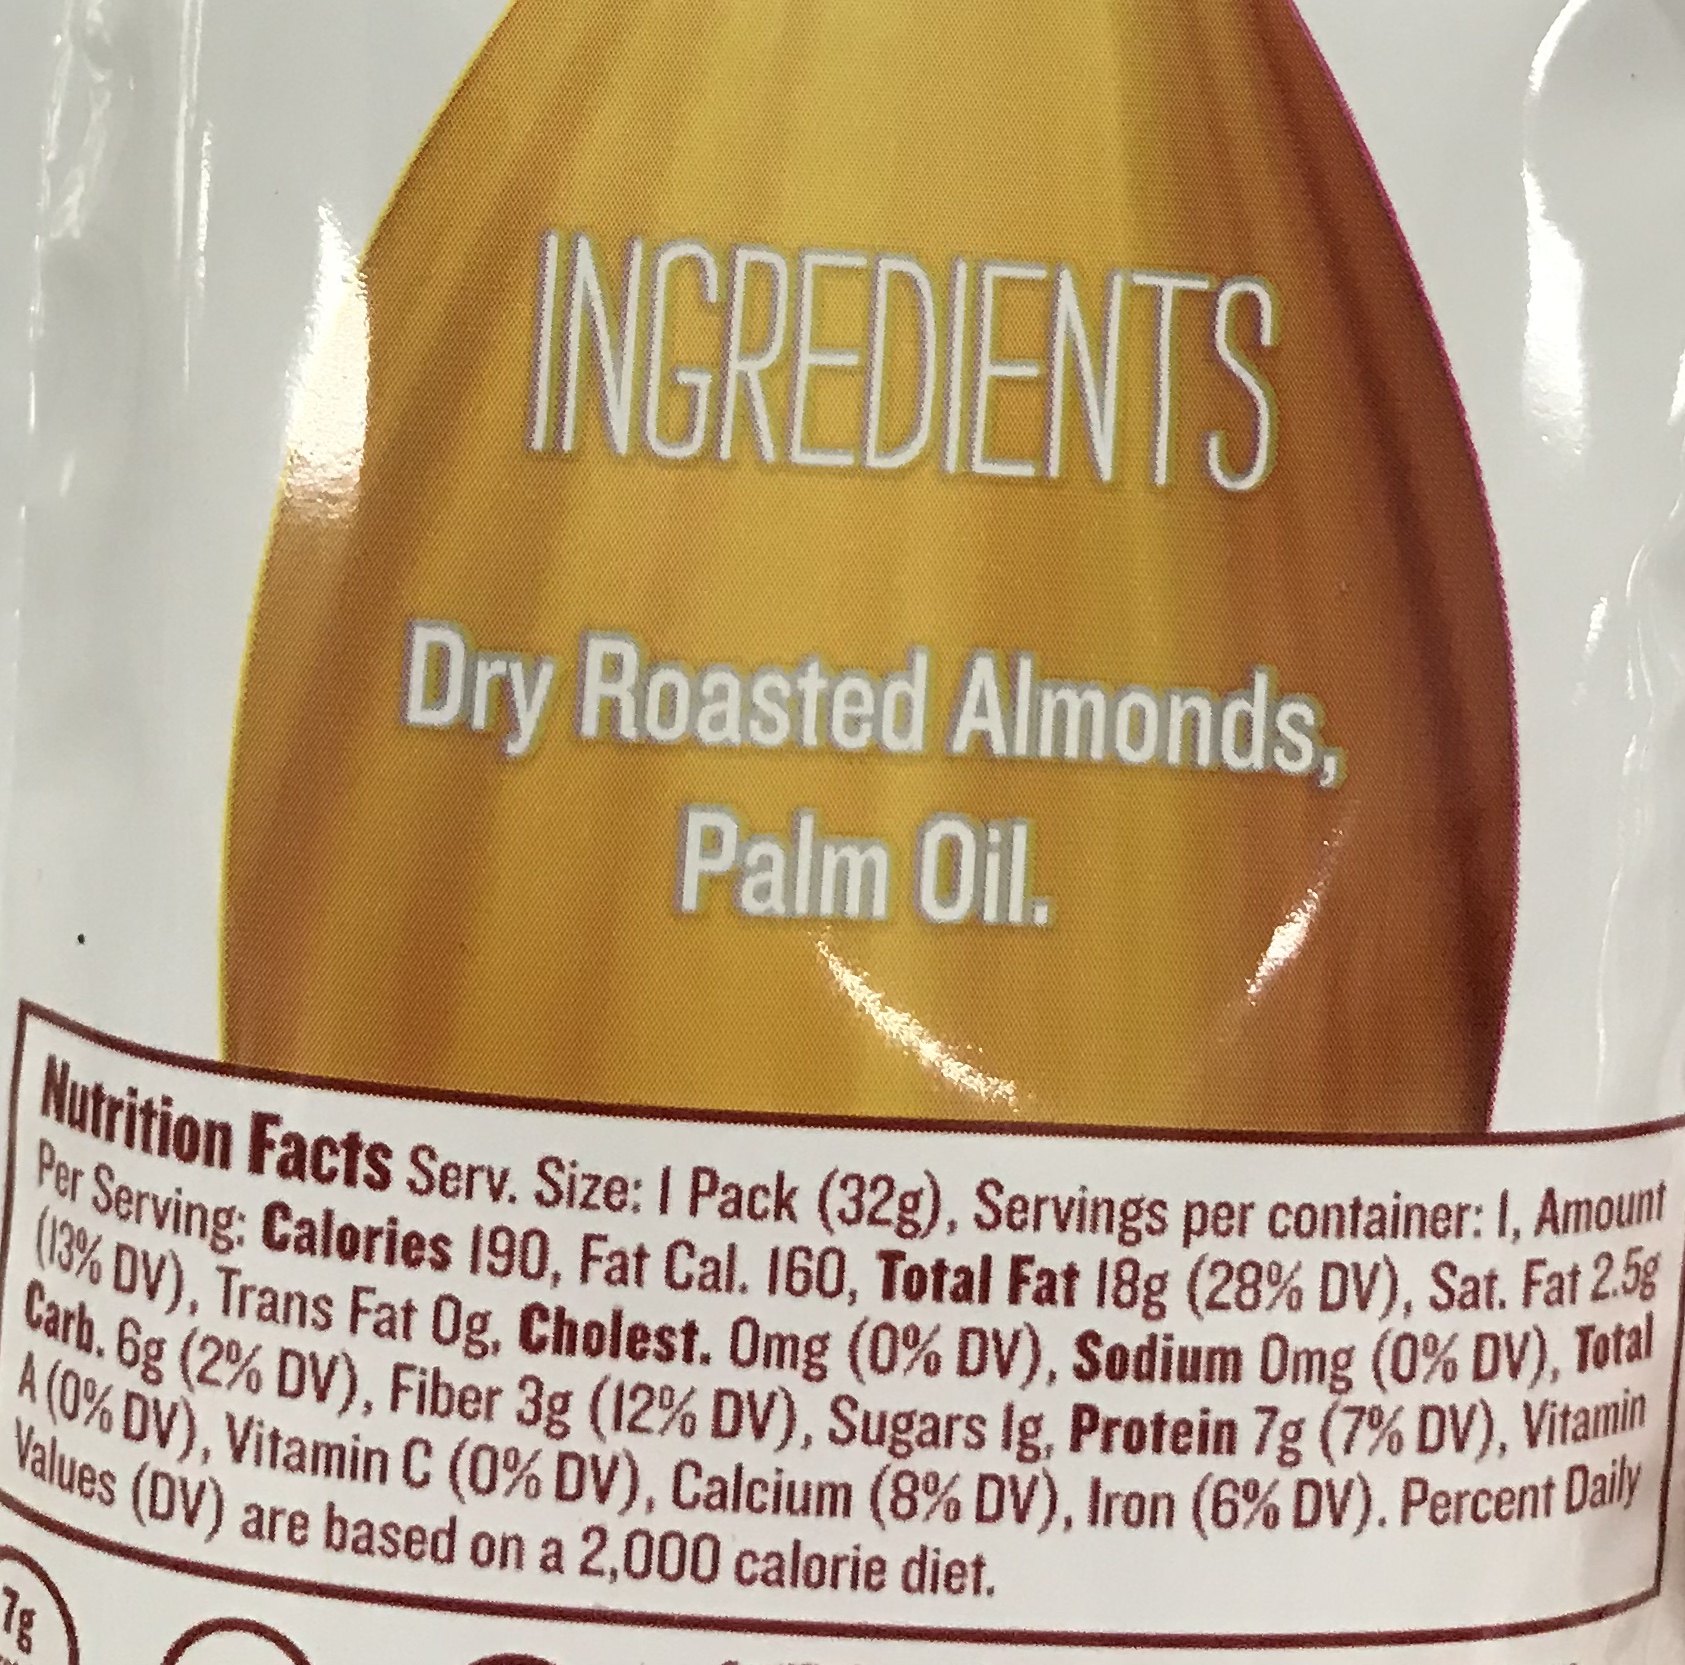 INGREDIENTS
Dry Roasted Almonds,
Palm Oil.
Nutrition Facts Serv. Size: 1 Pack (32g), Servings per container: 1, Amount
Per Serving: Calories 190, Fat Cal. 160, Total Fat 18g (28% DV), Sat. Fat 2.5g
(13% DV), Trans Fat 0g, Cholest. 0mg (0% DV), Sodium 0mg (0% DV), Total
Carb. 6g (2% DV), Fiber 3g (12% DV), Sugars 1g, Protein 7g (7% DV), Vitamin
A (0% DV), Vitamin C (0% DV), Calcium (8% DV), Iron (6% DV). Percent Daily
Values (DV) are based on a 2,000 calorie diet.
7g